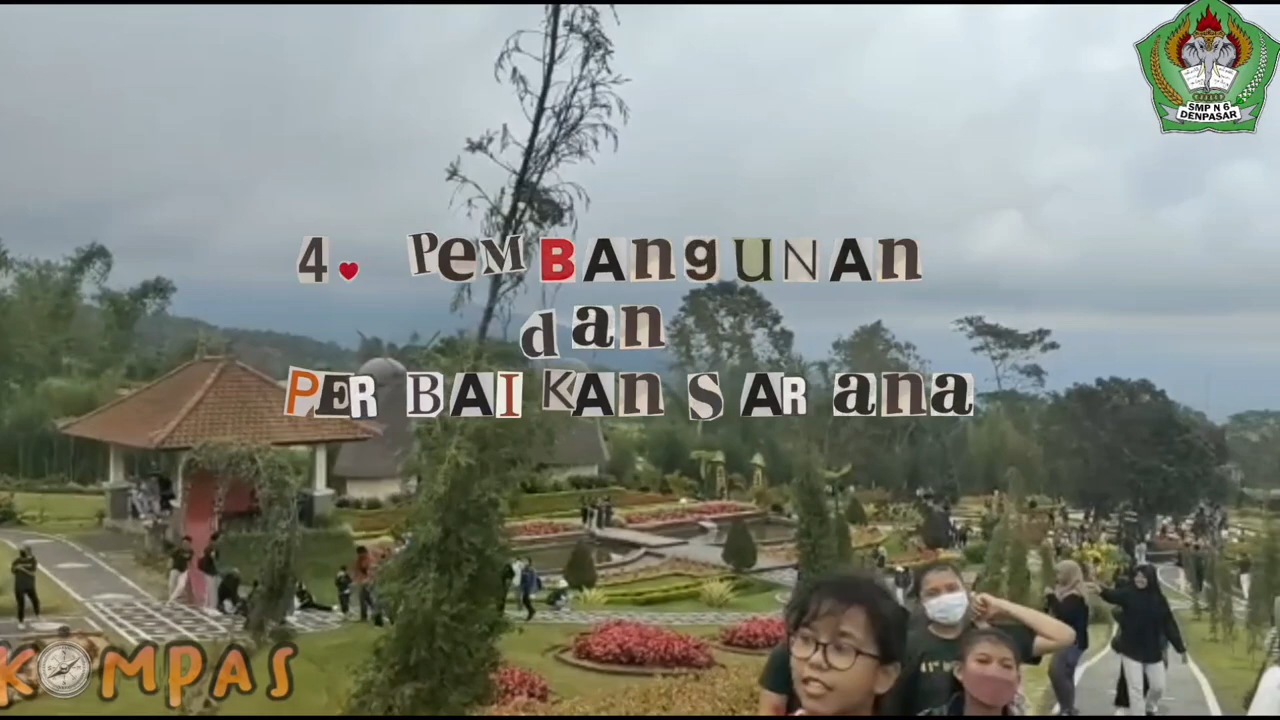 SMP N 6
DENPASAR
4. PEMBANgUNAn
dan
PERBAIKAn SARana
KOMPAS